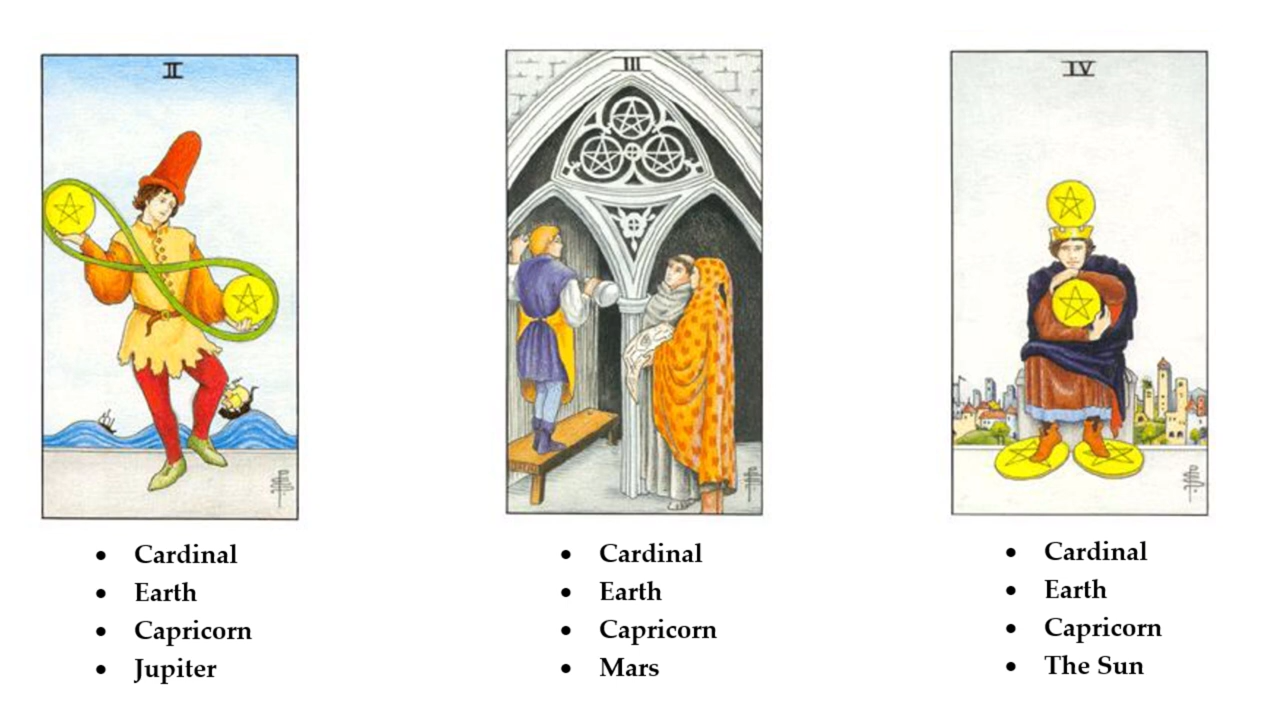 II
III
IV
• Cardinal
• Earth
• Capricorn
• Jupiter
• Cardinal
• Earth
• Capricorn
• Mars
• Cardinal
• Earth
• Capricorn
• The Sun